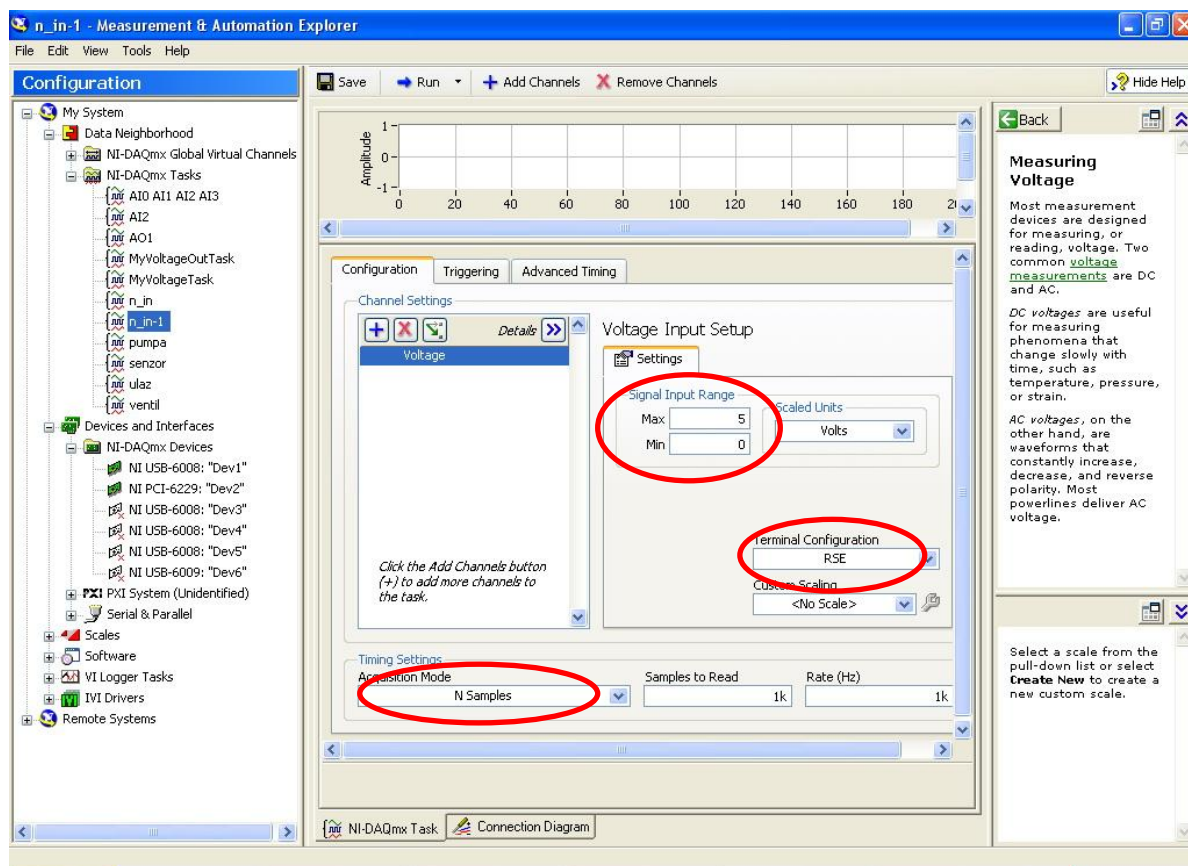 n_in-1 - Measurement & Automation Explorer
File Edit View Tools Help
Configuration
My System
Data Neighborhood
NI-DAQmx Global Virtual Channels
NI-DAQmx Tasks
AI0 AI1 AI2 AI3
AI2
AO1
MyVoltageOutTask
MyVoltageTask
n_in
n_in-1
pumpa
senzor
ulaz
ventil
Devices and Interfaces
NI-DAQmx Devices
NI USB-6008: "Dev1"
NI PCI-6229: "Dev2"
NI USB-6008: "Dev3"
NI USB-6008: "Dev4"
NI USB-6008: "Dev5"
NI USB-6009: "Dev6"
PXI PXI System (Unidentified)
Serial & Parallel
Scales
Software
VI Logger Tasks
IVI Drivers
Remote Systems
Save Run Add Channels Remove Channels
Hide Help
Amplitude
1
0
-1
0 20 40 60 80 100 120 140 160 180
Configuration Triggering Advanced Timing
Channel Settings
Details
Voltage
Click the Add Channels button
(+) to add more channels to
the task.
Voltage Input Setup
Settings
Signal Input Range
Max 5
Min 0
Scaled Units
Volts
Terminal Configuration
RSE
Custom Scaling
<No Scale>
Timing Settings
Acquisition Mode Samples to Read Rate (Hz)
N Samples 1k 1k
NI-DAQmx Task Connection Diagram
Back
Measuring
Voltage
Most measurement
devices are designed
for measuring, or
reading, voltage. Two
common voltage
measurements are DC
and AC.
DC voltages are useful
for measuring
phenomena that
change slowly with
time, such as
temperature, pressure,
or strain.
AC voltages, on the
other hand, are
waveforms that
constantly increase,
decrease, and reverse
polarity. Most
powerlines deliver AC
voltage.
Select a scale from the
pull-down list or select
Create New to create a
new custom scale.